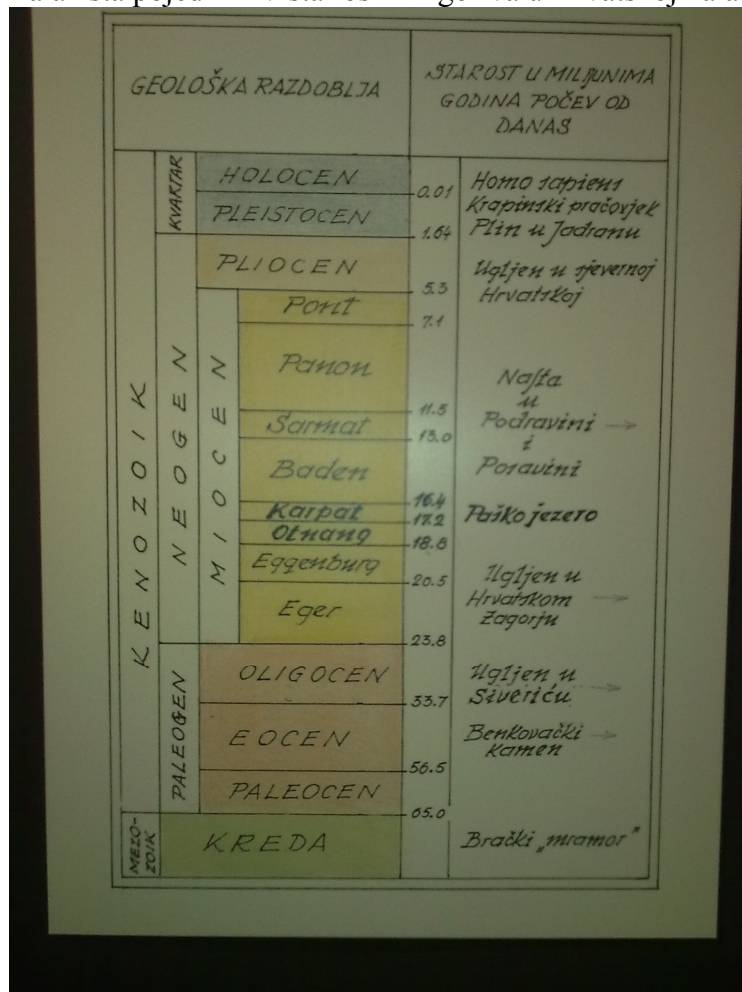 GEOLOŠKA RAZDOBLJA
STAROST U MILIJUNIMA
GODINA POČEV OD
DANAS
KENOZOIK
KVARTAR
HOLOCEN
0.01
PLEISTOCEN
1.64
Homo sapiens
Krapinski pračovjek
Plin u Jadranu
NEOGEN
PLIOCEN
5.3
Ugljen u sjevernoj
Hrvatskoj
MIOCEN
Pont
7.1
Panon
11.5
Sarmat
13.0
Baden
16.4
Nafta
u
Podravini
i
Posavini
Karpat
17.2
Paško jezero
Otnang
18.8
Eggenburg
20.5
Eger
23.8
Ugljen u
Hrvatskom
Zagorju
PALEOGEN
OLIGOCEN
33.7
Ugljen u
Siveriću
EOCEN
56.5
Benkovački
kamen
PALEOCEN
65.0
MEZO-
ZOIK
KREDA
Brački „mramor"